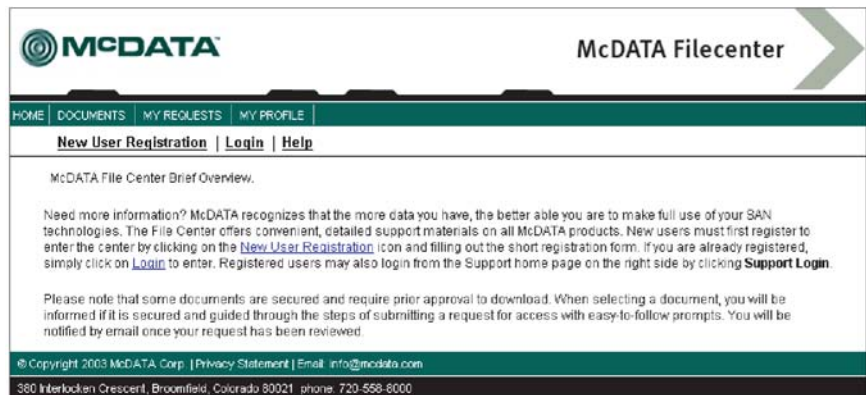 McDATA
McDATA Filecenter
HOME DOCUMENTS MY REQUESTS MY PROFILE
New User Registration | Login | Help
McDATA File Center Brief Overview.
Need more information? McDATA recognizes that the more data you have, the better able you are to make full use of your SAN
technologies. The File Center offers convenient, detailed support materials on all McDATA products. New users must first register to
enter the center by clicking on the New User Registration icon and filling out the short registration form. If you are already registered,
simply click on Login to enter. Registered users may also login from the Support home page on the right side by clicking Support Login.
Please note that some documents are secured and require prior approval to download. When selecting a document, you will be
informed if it is secured and guided through the steps of submitting a request for access with easy-to-follow prompts. You will be
notified by email once your request has been reviewed.
© Copyright 2003 McDATA Corp. | Privacy Statement | Email: info@mcdata.com
380 Interlocken Crescent, Broomfield, Colorado 80021 phone: 720-558-8000